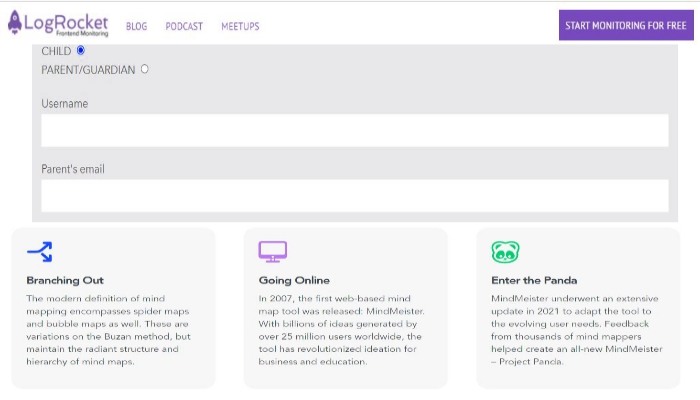 LogRocket
Frontend Monitoring
BLOG
PODCAST
MEETUPS
START MONITORING FOR FREE
CHILD
PARENT/GUARDIAN
Username
Parent's email
Branching Out
The modern definition of mind
mapping encompasses spider maps
and bubble maps as well. These are
variations on the Buzan method, but
maintain the radiant structure and
hierarchy of mind maps.
Going Online
In 2007, the first web-based mind
map tool was released: MindMeister.
With billions of ideas generated by
over 25 million users worldwide, the
tool has revolutionized ideation for
business and education.
Enter the Panda
MindMeister underwent an extensive
update in 2021 to adapt the tool to
the evolving user needs. Feedback
from thousands of mind mappers
helped create an all-new MindMeister
– Project Panda.